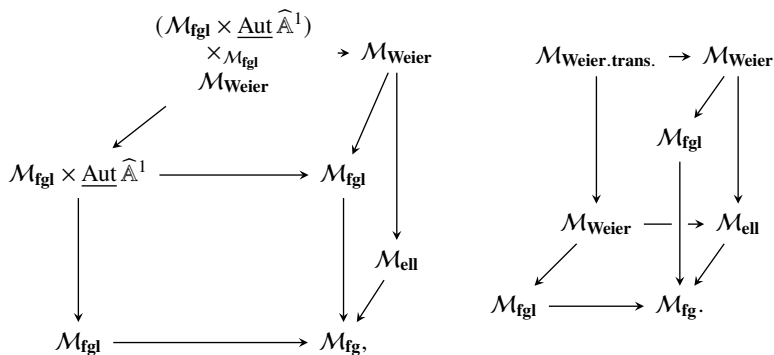 (ℳ_fgl × Aut 𝔸̂¹)
×_{ℳ_fgl} → ℳ_Weier
ℳ_Weier
ℳ_fgl × Aut 𝔸̂¹ → ℳ_fgl
ℳ_ell
ℳ_fgl → ℳ_fg,
ℳ_Weier.trans. → ℳ_Weier
ℳ_fgl
ℳ_Weier → ℳ_ell
ℳ_fgl → ℳ_fg.